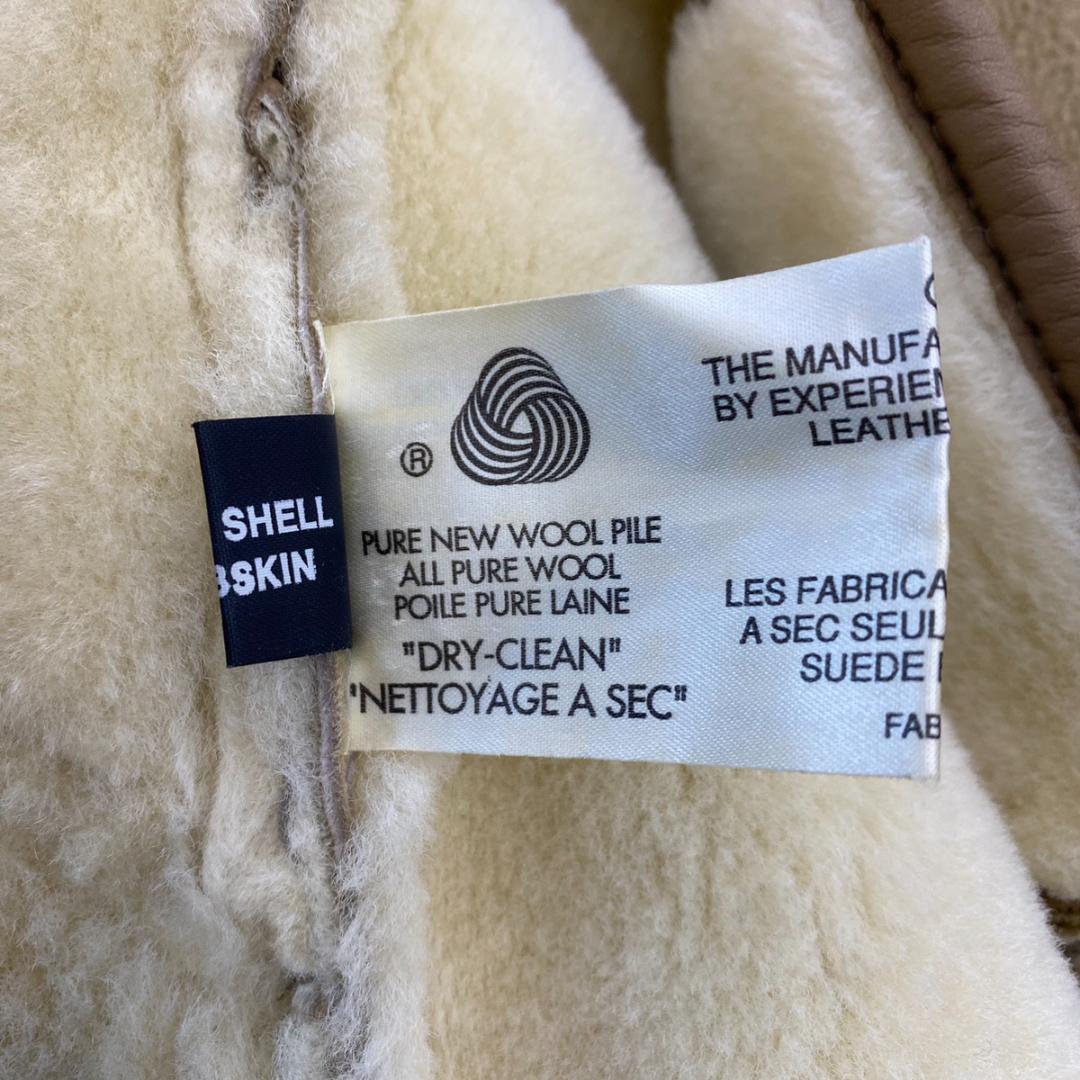 SHELL
BSKIN
®
PURE NEW WOOL PILE
ALL PURE WOOL
POILE PURE LAINE
"DRY-CLEAN"
"NETTOYAGE A SEC"
THE MANUFA
BY EXPERIEN
LEATHE
LES FABRICA
A SEC SEUL
SUEDE
FAB